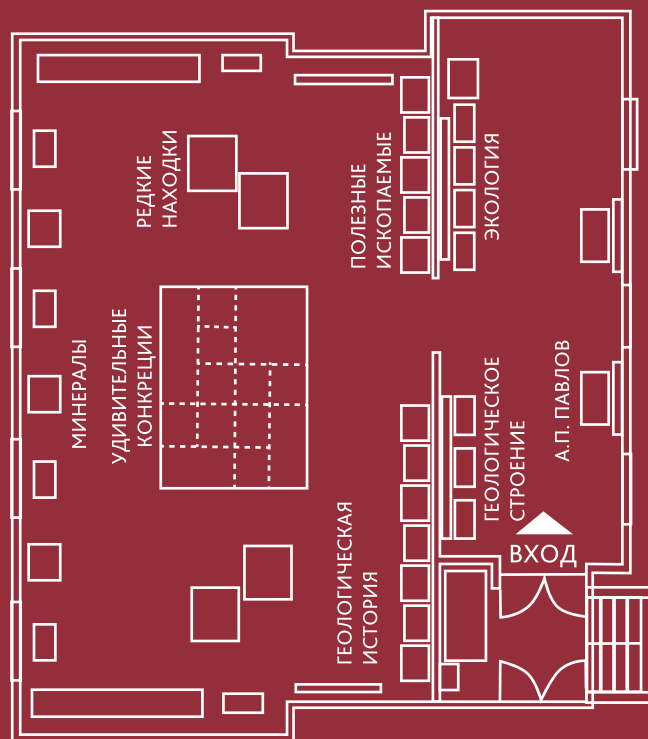 РЕДКИЕ
НАХОДКИ
ПОЛЕЗНЫЕ
ИСКОПАЕМЫЕ
ЭКОЛОГИЯ
МИНЕРАЛЫ
УДИВИТЕЛЬНЫЕ
КОНКРЕЦИИ
ГЕОЛОГИЧЕСКОЕ
СТРОЕНИЕ
А.П. ПАВЛОВ
ГЕОЛОГИЧЕСКАЯ
ИСТОРИЯ
ВХОД